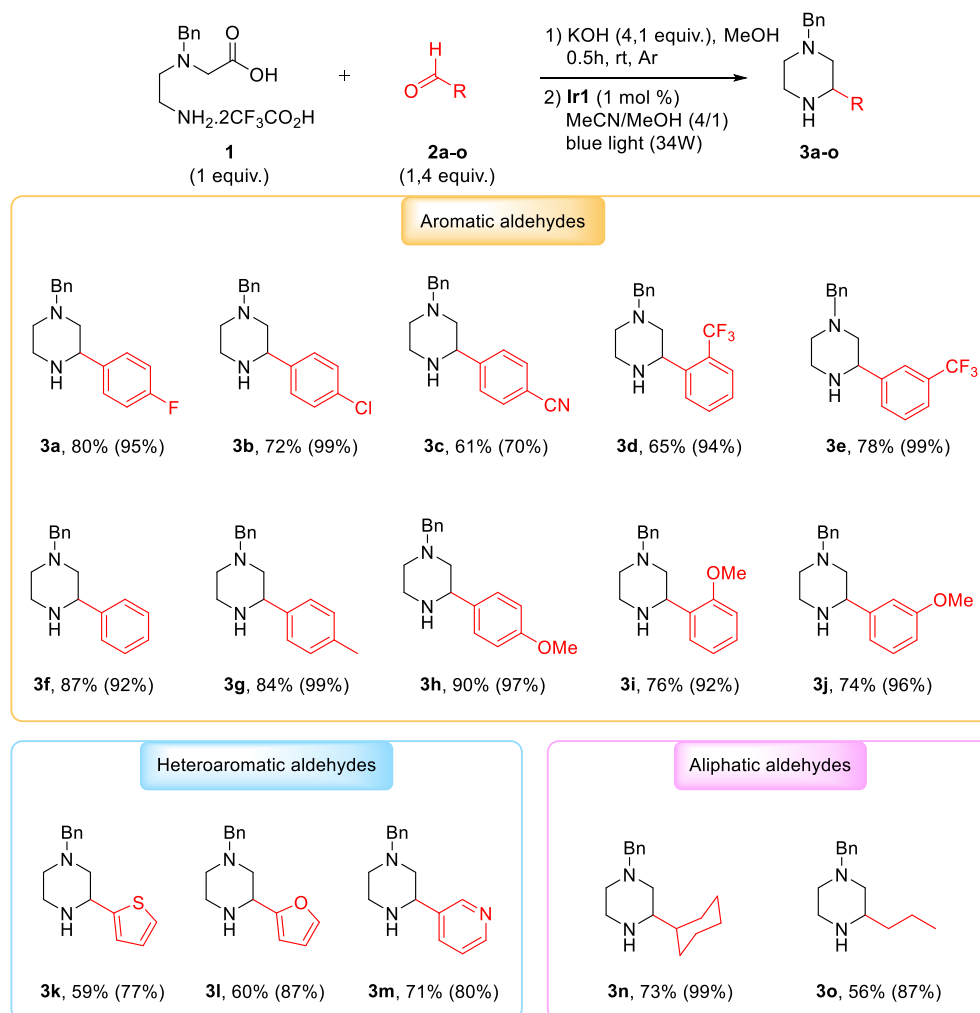 Bn
N
O
OH
NH₂.2CF₃CO₂H
1
(1 equiv.)
+
H
O
R
2a-o
(1,4 equiv.)
1) KOH (4,1 equiv.), MeOH
0.5h, rt, Ar
2) Ir1 (1 mol %)
MeCN/MeOH (4/1)
blue light (34W)
Bn
N
N
H
R
3a-o
Aromatic aldehydes
Bn
N
N
H
F
3a, 80% (95%)
Bn
N
N
H
Cl
3b, 72% (99%)
Bn
N
N
H
CN
3c, 61% (70%)
Bn
N
CF₃
N
H
3d, 65% (94%)
Bn
N
CF₃
N
H
3e, 78% (99%)
Bn
N
N
H
3f, 87% (92%)
Bn
N
N
H
3g, 84% (99%)
Bn
N
N
H
OMe
3h, 90% (97%)
Bn
N
OMe
N
H
3i, 76% (92%)
Bn
N
OMe
N
H
3j, 74% (96%)
Heteroaromatic aldehydes
Bn
N
S
N
H
3k, 59% (77%)
Bn
N
O
N
H
3l, 60% (87%)
Bn
N
N
N
H
3m, 71% (80%)
Aliphatic aldehydes
Bn
N
N
H
3n, 73% (99%)
Bn
N
N
H
3o, 56% (87%)